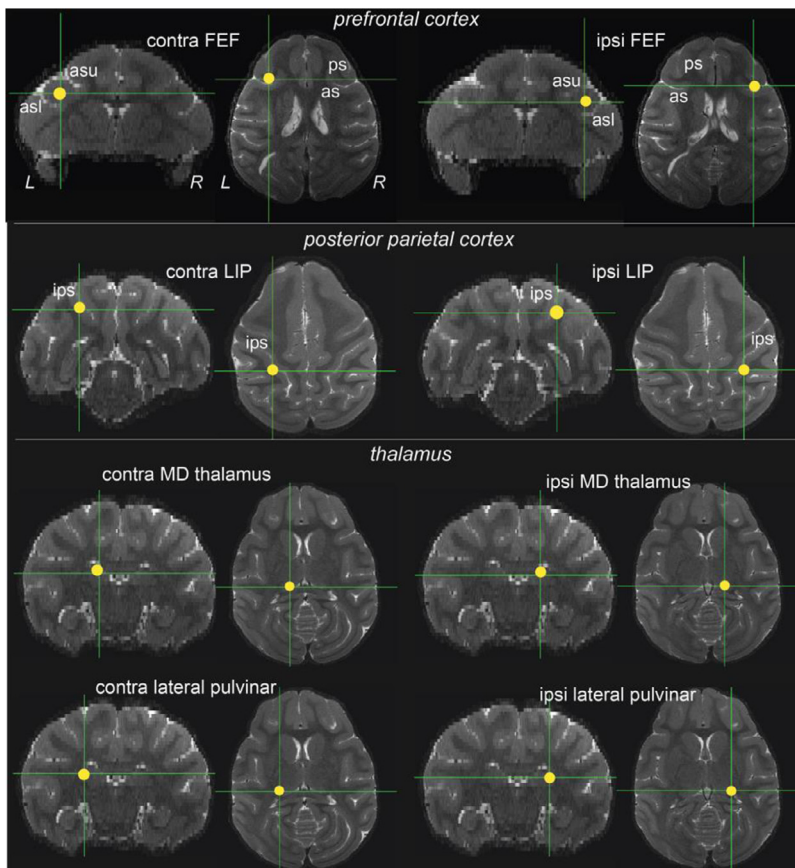 prefrontal cortex
contra FEF
ipsi FEF
asu
asl
ps
as
asu
asl
ps
as
L
R
L
R
posterior parietal cortex
contra LIP
ipsi LIP
ips
ips
ips
ips
thalamus
contra MD thalamus
ipsi MD thalamus
contra lateral pulvinar
ipsi lateral pulvinar